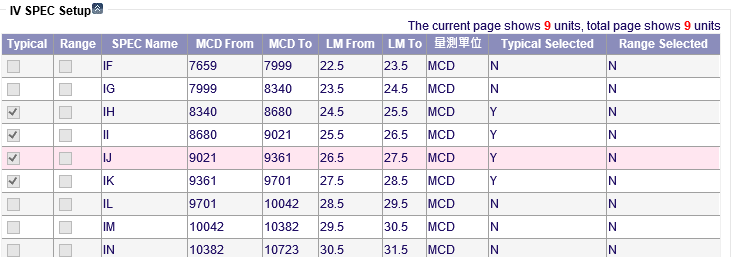 IV SPEC Setup
The current page shows 9 units, total page shows 9 units
Typical Range SPEC Name MCD From MCD To LM From LM To 量測單位 Typical Selected Range Selected
IF 7659 7999 22.5 23.5 MCD N N
IG 7999 8340 23.5 24.5 MCD N N
IH 8340 8680 24.5 25.5 MCD Y N
II 8680 9021 25.5 26.5 MCD Y N
IJ 9021 9361 26.5 27.5 MCD Y N
IK 9361 9701 27.5 28.5 MCD Y N
IL 9701 10042 28.5 29.5 MCD N N
IM 10042 10382 29.5 30.5 MCD N N
IN 10382 10723 30.5 31.5 MCD N N